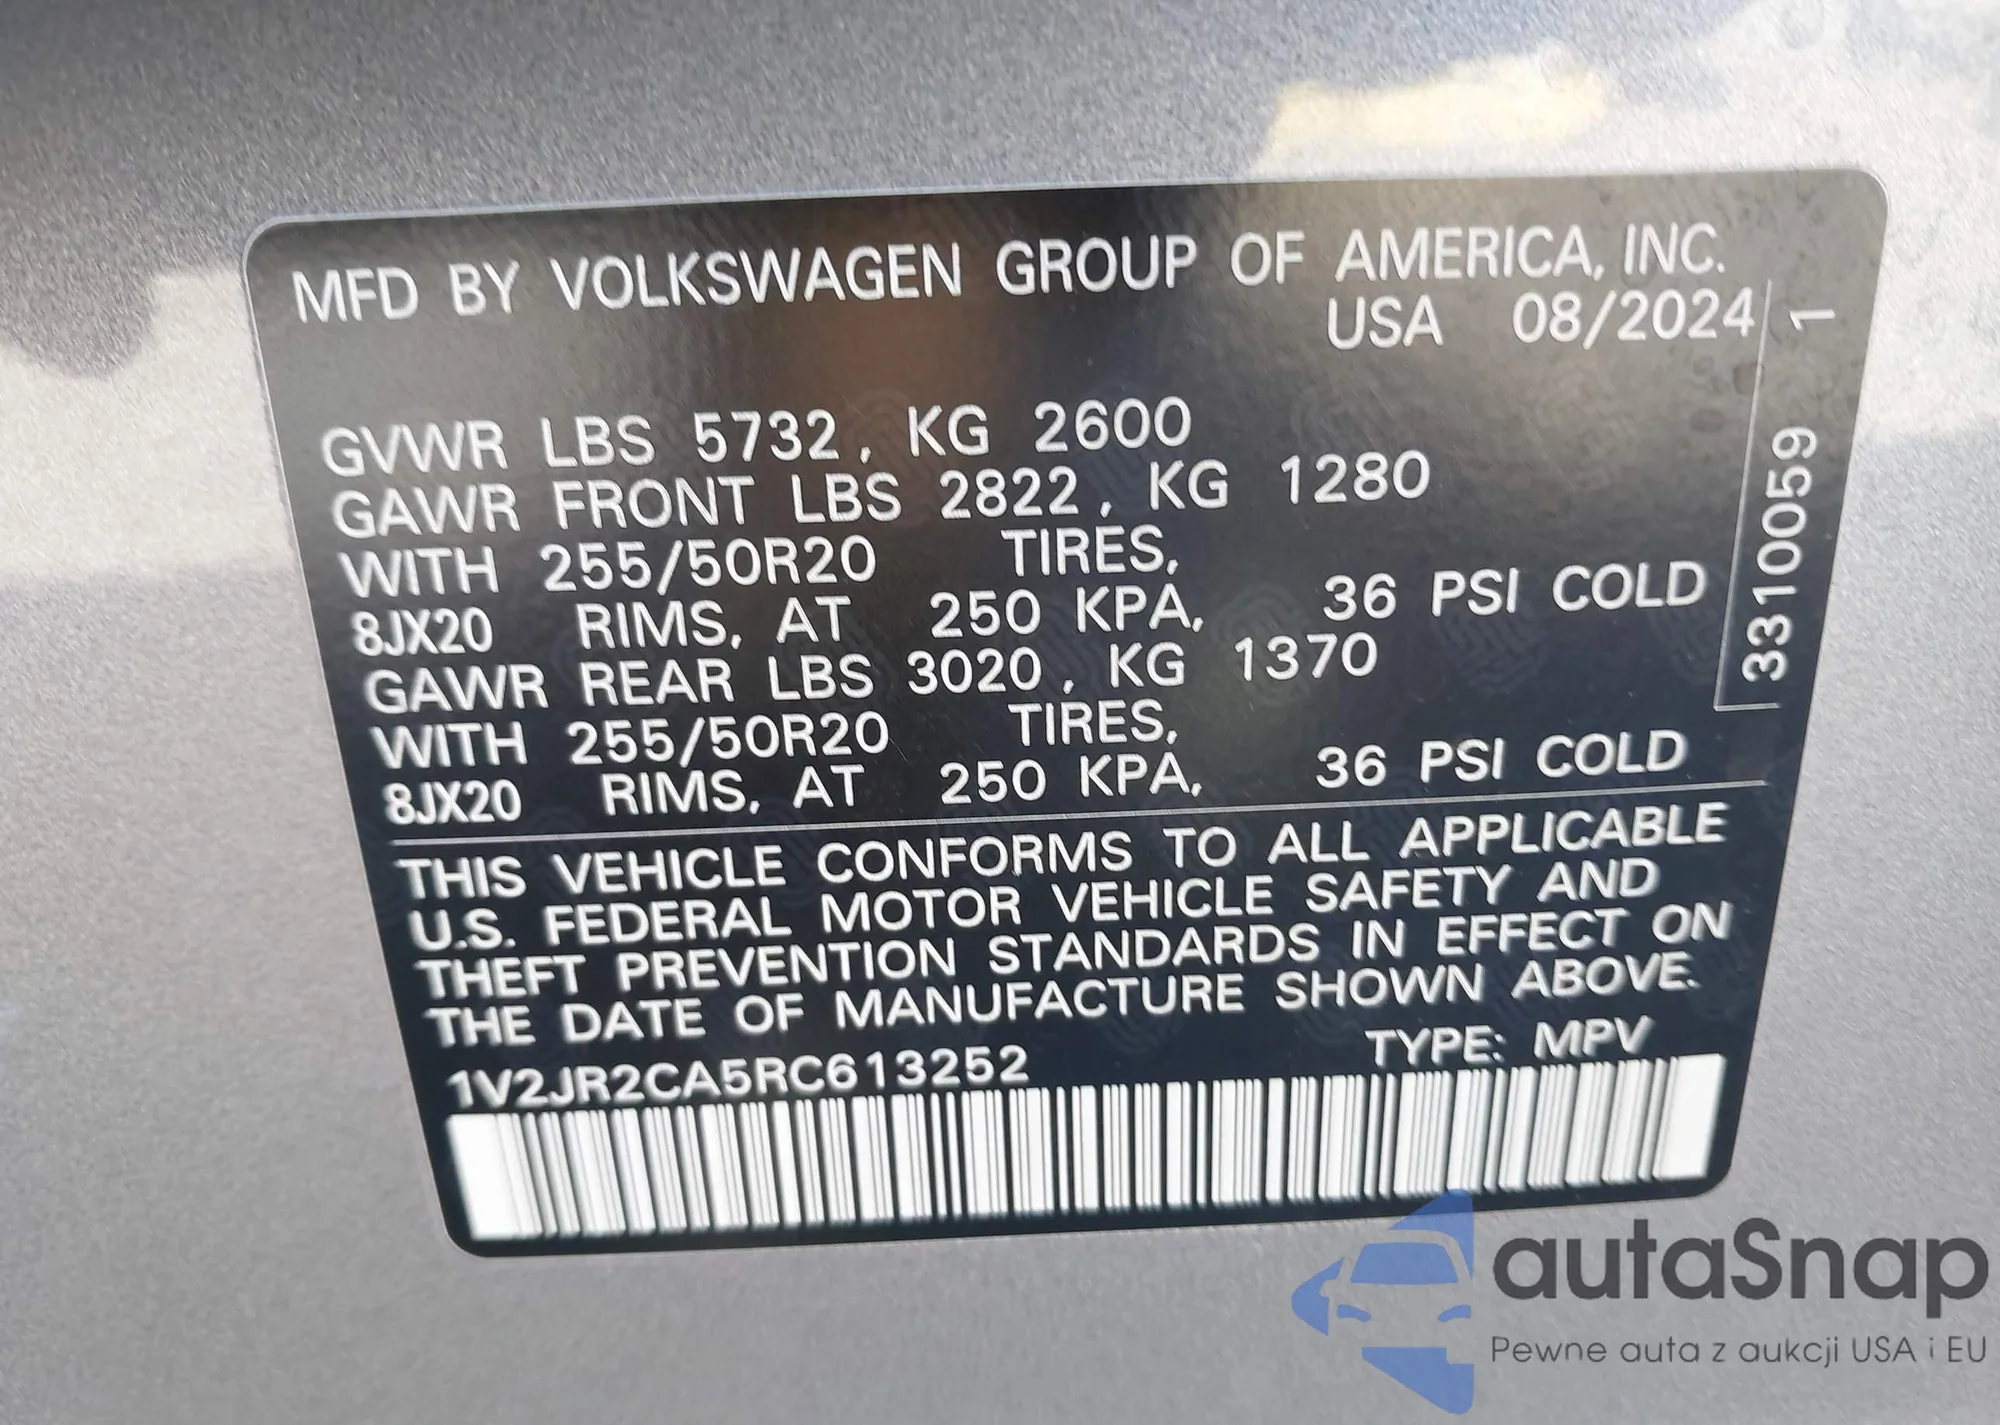 MFD BY VOLKSWAGEN GROUP OF AMERICA, INC.
USA 08/2024
GVWR LBS 5732, KG 2600
GAWR FRONT LBS 2822, KG 1280
WITH 255/50R20 TIRES,
8JX20 RIMS, AT 250 KPA, 36 PSI COLD
GAWR REAR LBS 3020, KG 1370
WITH 255/50R20 TIRES,
8JX20 RIMS, AT 250 KPA, 36 PSI COLD
3310059 1
THIS VEHICLE CONFORMS TO ALL APPLICABLE
U.S. FEDERAL MOTOR VEHICLE SAFETY AND
THEFT PREVENTION STANDARDS IN EFFECT ON
THE DATE OF MANUFACTURE SHOWN ABOVE.
1V2JR2CA5RC613252 TYPE: MPV
autaSnap
Pewne auta z aukcji USA i EU